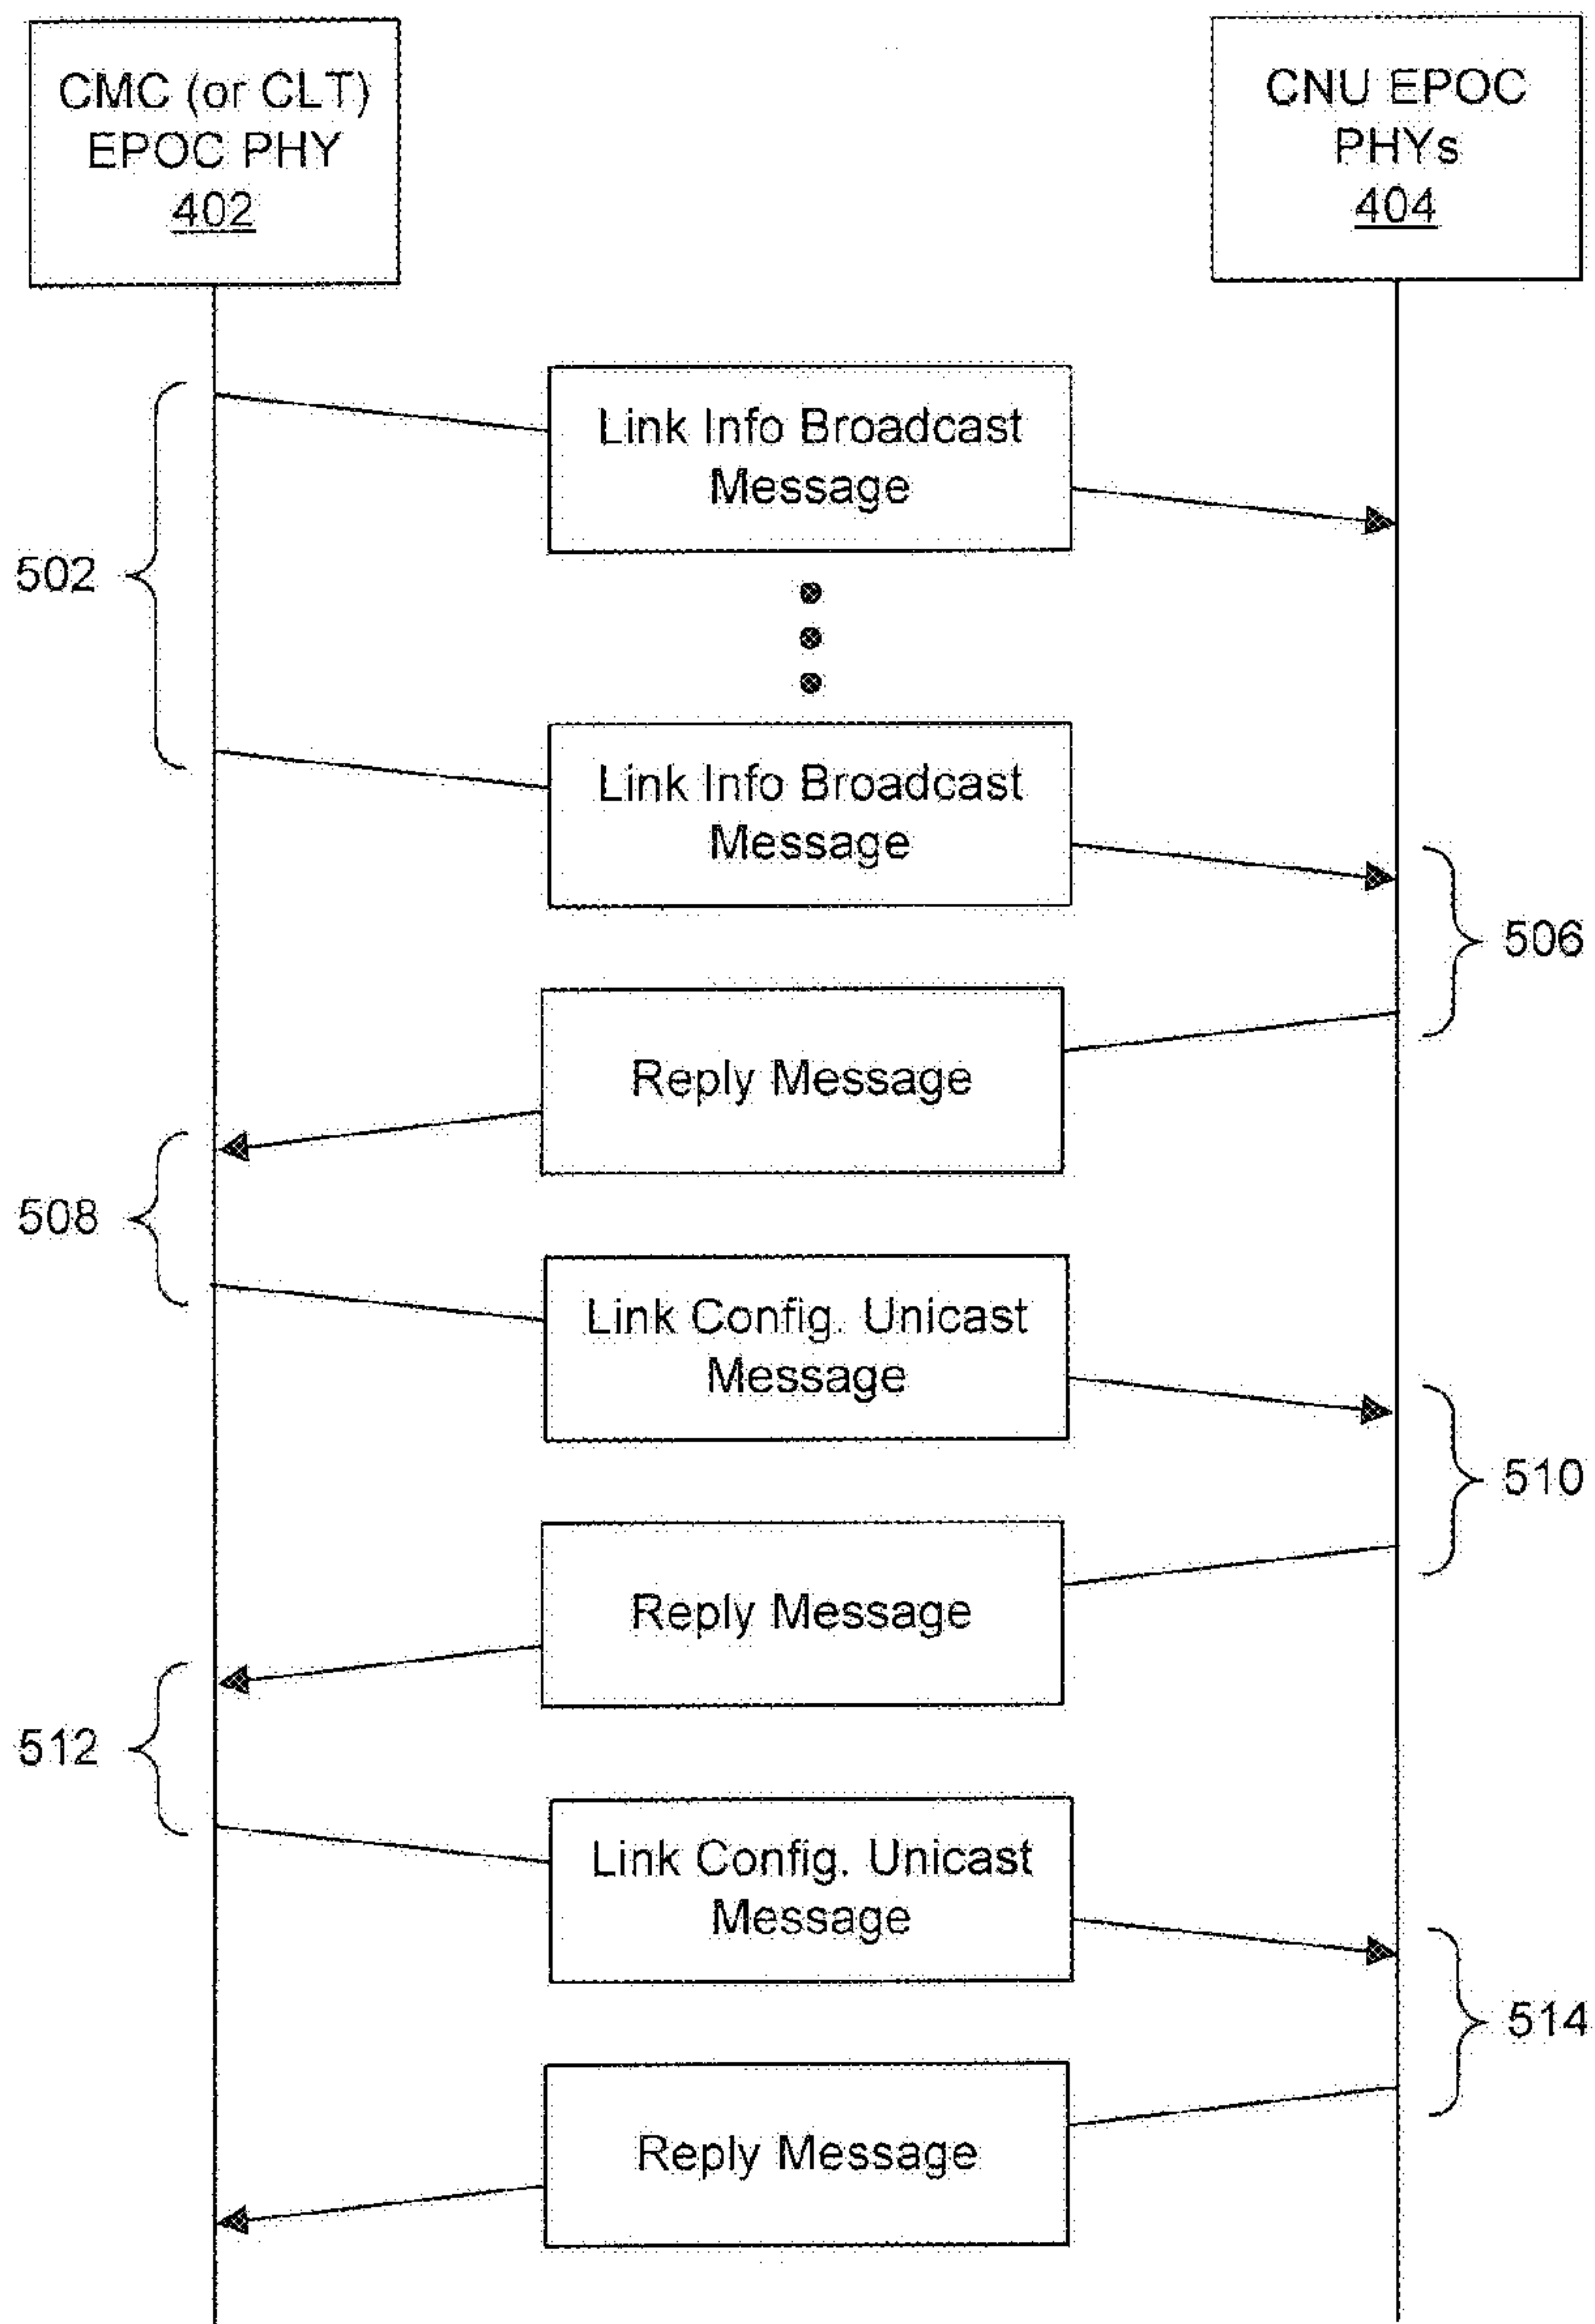 CMC (or CLT)
EPOC PHY
402
CNU EPOC
PHYs
404
Link Info Broadcast
Message
502
Link Info Broadcast
Message
506
Reply Message
508
Link Config. Unicast
Message
510
Reply Message
512
Link Config. Unicast
Message
514
Reply Message